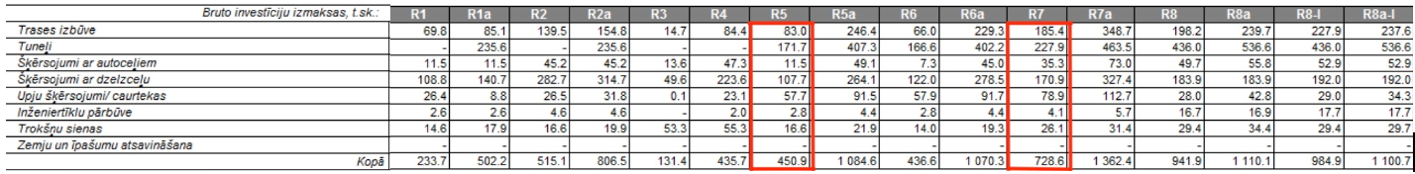 Bruto investīciju izmaksas, t.sk.: R1 R1a R2 R2a R3 R4 R5 R5a R6 R6a R7 R7a R8 R8a R8-I R8a-I
Trases izbūve 69.8 85.1 139.5 154.8 14.7 84.4 83.0 246.4 66.0 229.3 185.4 348.7 198.2 239.7 227.9 237.6
Tuneļi - 235.6 - 235.6 - - 171.7 407.3 166.6 402.2 227.9 463.5 436.0 536.6 436.0 536.6
Šķērsojumi ar autoceļiem 11.5 11.5 45.2 45.2 13.6 47.3 11.5 49.1 7.3 45.0 35.3 73.0 49.7 55.8 52.9 52.9
Šķērsojumi ar dzelzceļu 108.8 140.7 282.7 314.7 49.6 223.6 107.7 264.1 122.0 278.5 170.9 327.4 183.9 183.9 192.0 192.0
Upju šķērsojumi/ caurtekas 26.4 8.8 26.5 31.8 0.1 23.1 57.7 91.5 57.9 91.7 78.9 112.7 28.0 42.8 29.0 34.3
Inženiertīklu pārbūve 2.6 2.6 4.6 4.6 - 2.0 2.8 4.4 2.8 4.4 4.1 5.7 16.7 16.9 17.7 17.7
Trokšņu sienas 14.6 17.9 16.6 19.9 53.3 55.3 16.6 21.9 14.0 19.3 26.1 31.4 29.4 34.4 29.4 29.7
Zemju un īpašumu atsavināšana - - - - - - - - - - - - - - - -
Kopā 233.7 502.2 515.1 806.5 131.4 435.7 450.9 1 084.6 436.6 1 070.3 728.6 1 362.4 941.9 1 110.1 984.9 1 100.7